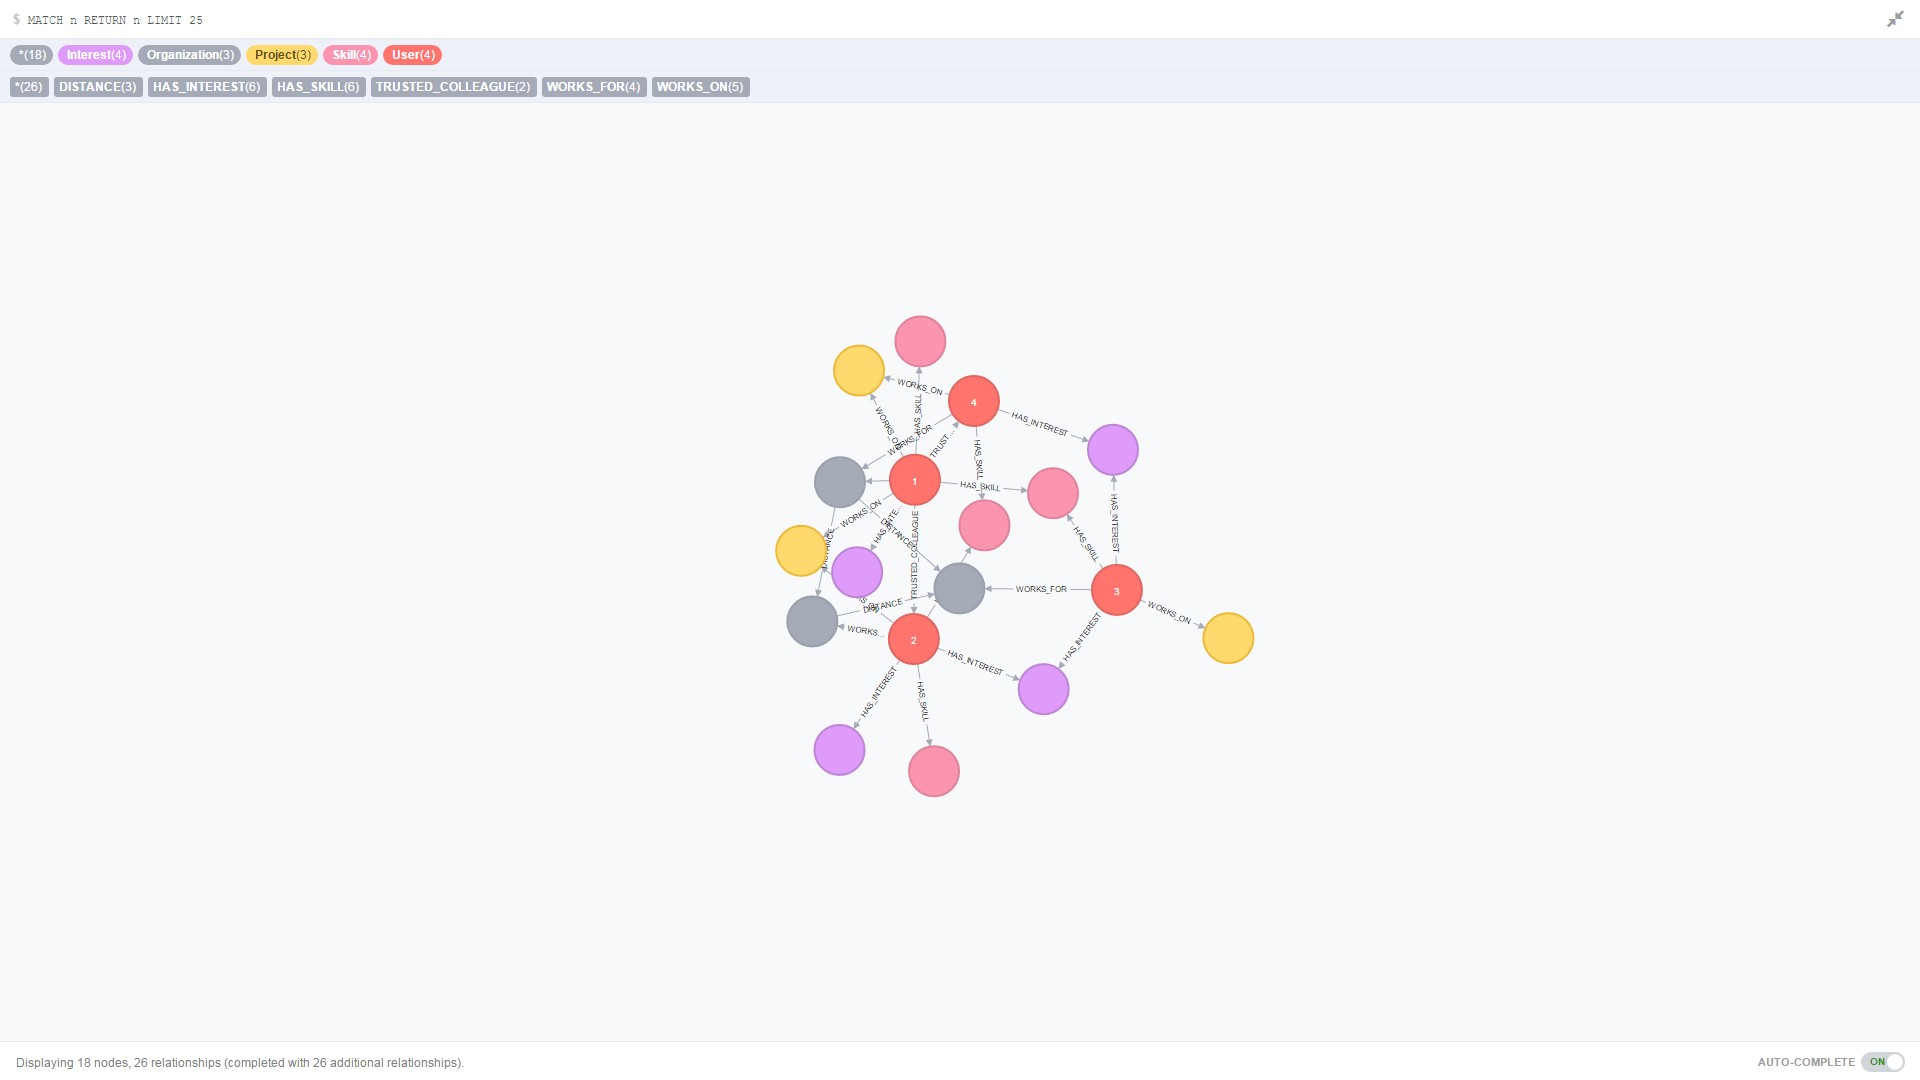 $ MATCH n RETURN n LIMIT 25
*(18) Interest(4) Organization(3) Project(3) Skill(4) User(4)
*(26) DISTANCE(3) HAS_INTEREST(6) HAS_SKILL(6) TRUSTED_COLLEAGUE(2) WORKS_FOR(4) WORKS_ON(5)
WORKS_ON
4
HAS_SKILL
HAS_INTEREST
WORKS_O
WORKS_FOR
TRUST...
HAS_SKILL
1
HAS_SKILL
WORKS_ON
HAS_INTE...
DISTANCE
HAS_INTEREST
HAS_SKILL
DISTANCE
TRUSTED_COLLEAGUE
WORKS_FOR
3
DISTANCE
WORKS_ON
WORKS...
2
HAS_INTEREST
HAS_INTEREST
HAS_INTEREST
HAS_SKILL
Displaying 18 nodes, 26 relationships (completed with 26 additional relationships).
AUTO-COMPLETE ON